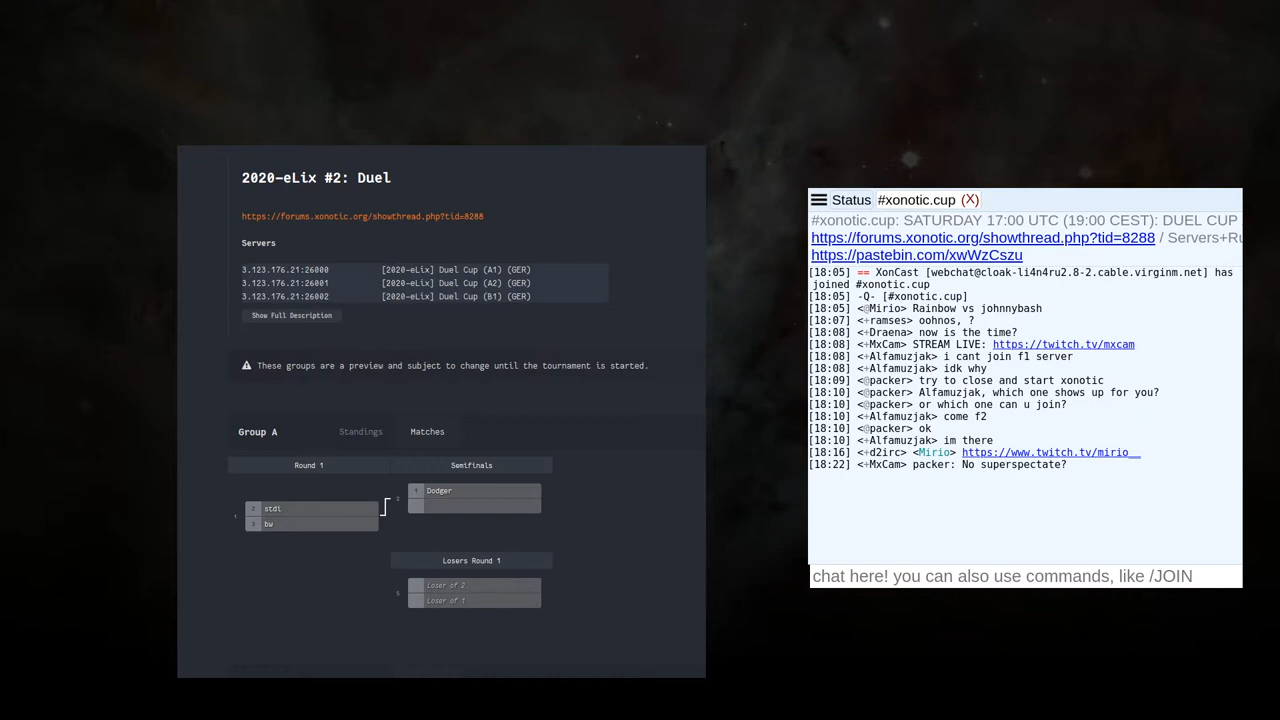 2020-eLix #2: Duel
https://forums.xonotic.org/showthread.php?tid=8288
Servers
3.123.176.21:26000 [2020-eLix] Duel Cup (A1) (GER)
3.123.176.21:26001 [2020-eLix] Duel Cup (A2) (GER)
3.123.176.21:26002 [2020-eLix] Duel Cup (B1) (GER)
Show Full Description
These groups are a preview and subject to change until the tournament is started.
Group A Standings Matches
Round 1 Semifinals
1 Dodger
2
2 stdi
1
3 bw
Losers Round 1
Loser of 2
5
Loser of 1
Status #xonotic.cup (X)
#xonotic.cup: SATURDAY 17:00 UTC (19:00 CEST): DUEL CUP
https://forums.xonotic.org/showthread.php?tid=8288 / Servers+Ru
https://pastebin.com/xwWzCszu
[18:05] == XonCast [webchat@cloak-li4n4ru2.8-2.cable.virginm.net] has
joined #xonotic.cup
[18:05] -Q- [#xonotic.cup]
[18:05] <@Mirio> Rainbow vs johnnybash
[18:07] <+ramses> oohnos, ?
[18:08] <+Draena> now is the time?
[18:08] <+MxCam> STREAM LIVE: https://twitch.tv/mxcam
[18:08] <+Alfamuzjak> i cant join f1 server
[18:08] <+Alfamuzjak> idk why
[18:09] <@packer> try to close and start xonotic
[18:10] <@packer> Alfamuzjak, which one shows up for you?
[18:10] <@packer> or which one can u join?
[18:10] <+Alfamuzjak> come f2
[18:10] <@packer> ok
[18:10] <+Alfamuzjak> im there
[18:16] <+d2irc> <Mirio> https://www.twitch.tv/mirio__
[18:22] <+MxCam> packer: No superspectate?
chat here! you can also use commands, like /JOIN